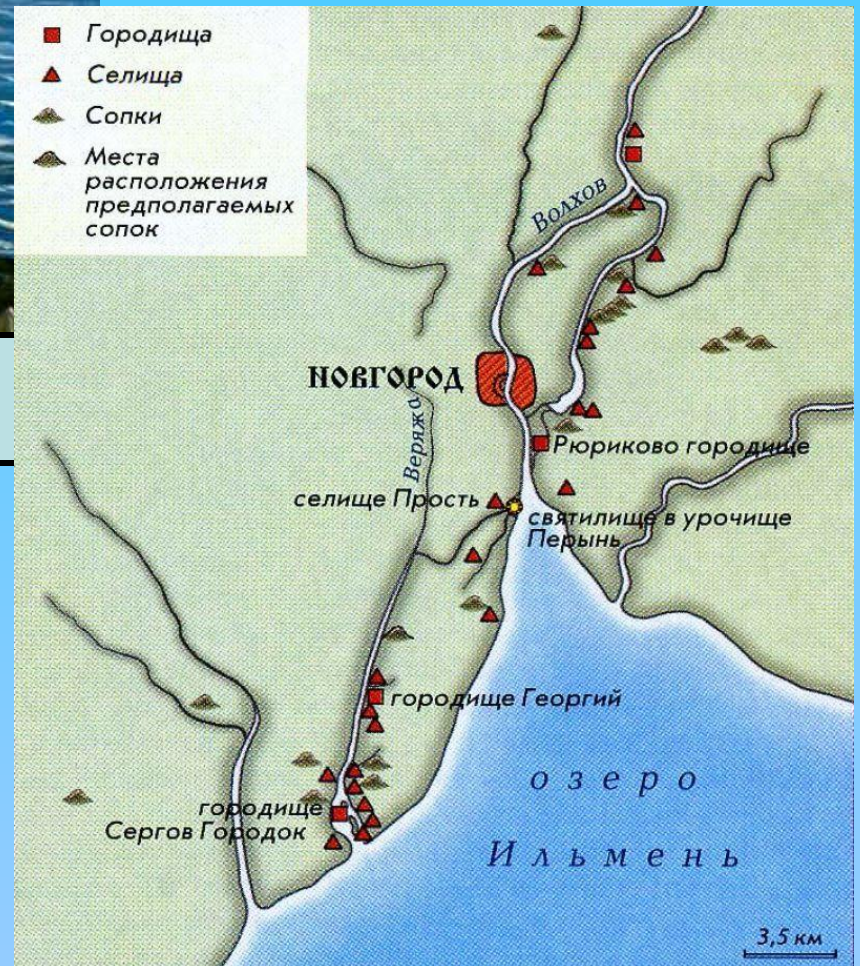 Городища
Селища
Сопки
Места
расположения
предполагаемых
сопок
Волхов
НОВГОРОД
Веряжа
Рюриково городище
селище Прость
святилище в урочище
Перынь
городище Георгий
озеро
Ильмень
городище
Сергов Городок
3,5 км